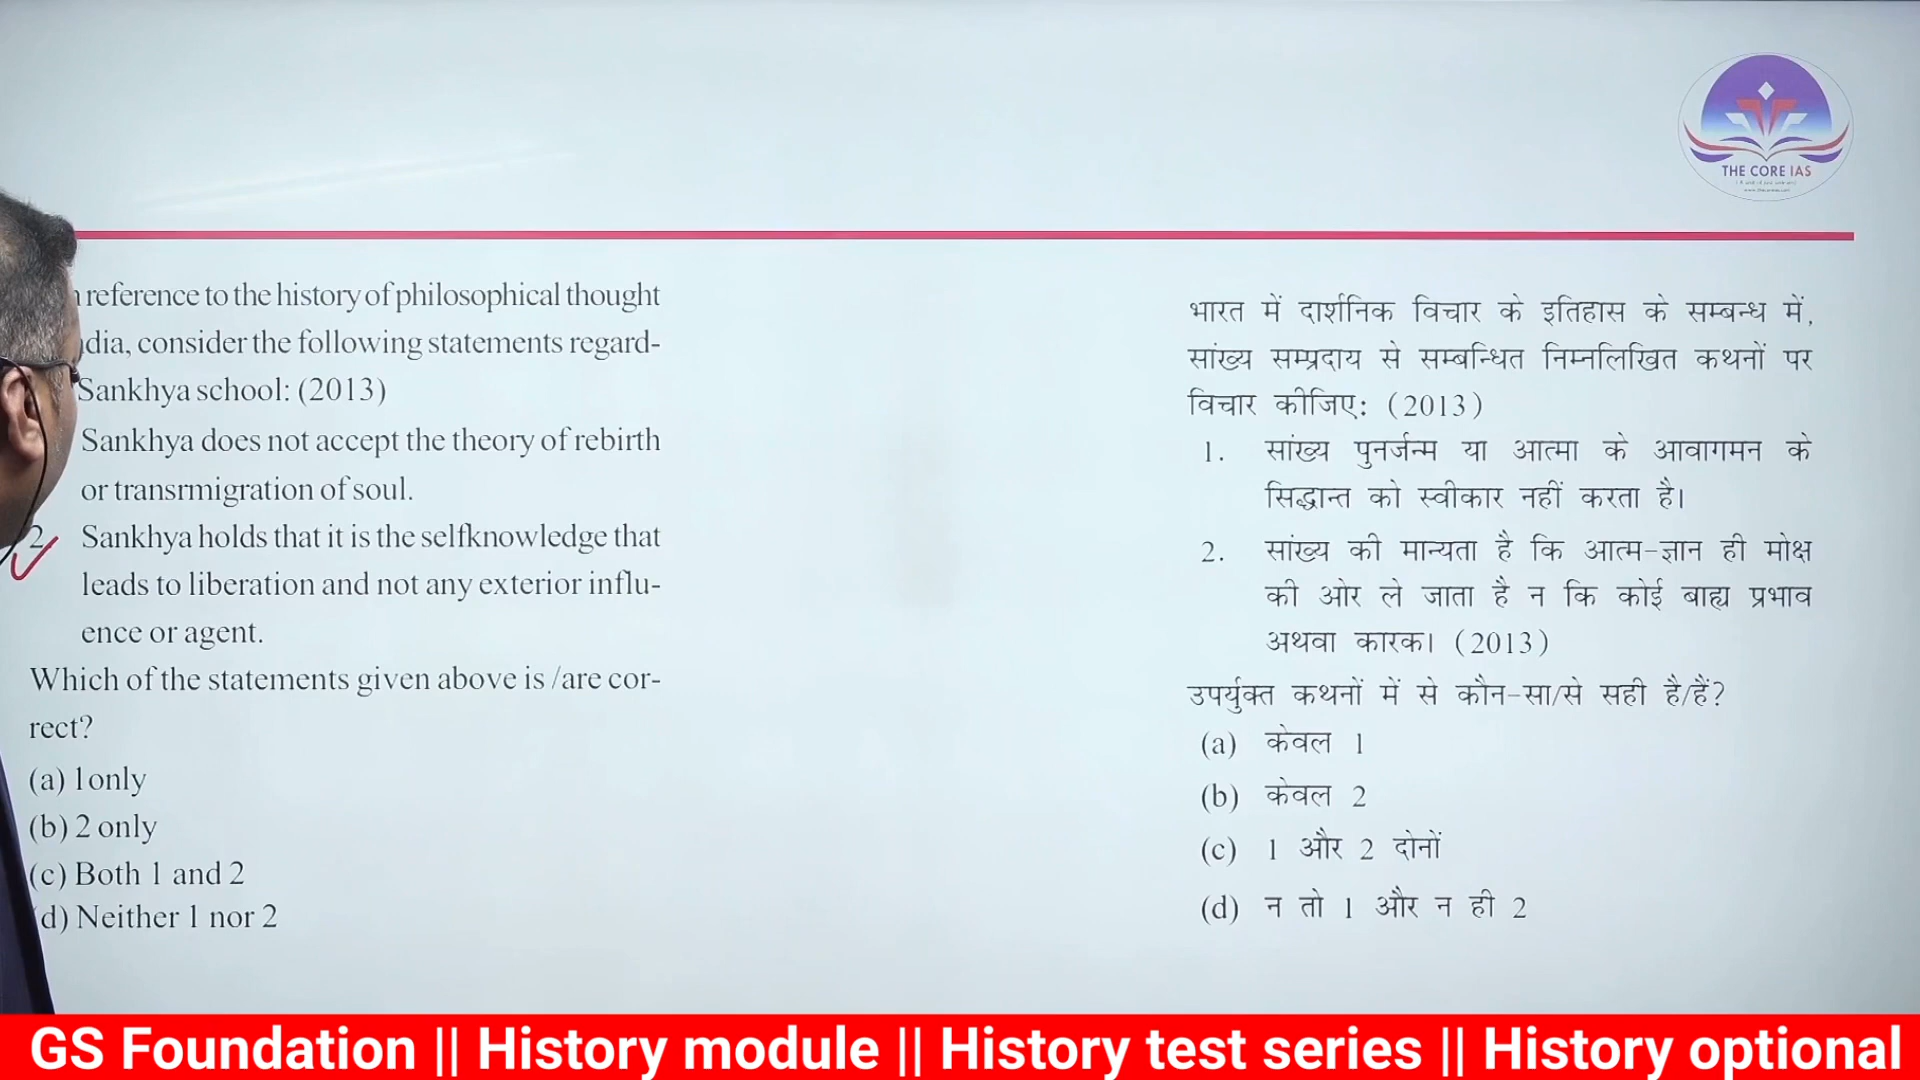 THE CORE IAS
reference to the history of philosophical thought
dia, consider the following statements regard-
Sankhya school: (2013)
Sankhya does not accept the theory of rebirth
or transrmigration of soul.
2 Sankhya holds that it is the selfknowledge that
leads to liberation and not any exterior influ-
ence or agent.
Which of the statements given above is /are cor-
rect?
(a) 1only
(b) 2 only
(c) Both 1 and 2
d) Neither 1 nor 2
भारत में दार्शनिक विचार के इतिहास के सम्बन्ध में,
सांख्य सम्प्रदाय से सम्बन्धित निम्नलिखित कथनों पर
विचार कीजिए: (2013)
1. सांख्य पुनर्जन्म या आत्मा के आवागमन के
सिद्धान्त को स्वीकार नहीं करता है।
2. सांख्य की मान्यता है कि आत्म-ज्ञान ही मोक्ष
की ओर ले जाता है न कि कोई बाह्य प्रभाव
अथवा कारक। (2013)
उपर्युक्त कथनों में से कौन-सा/से सही है/हैं?
(a) केवल 1
(b) केवल 2
(c) 1 और 2 दोनों
(d) न तो 1 और न ही 2
GS Foundation || History module || History test series || History optional